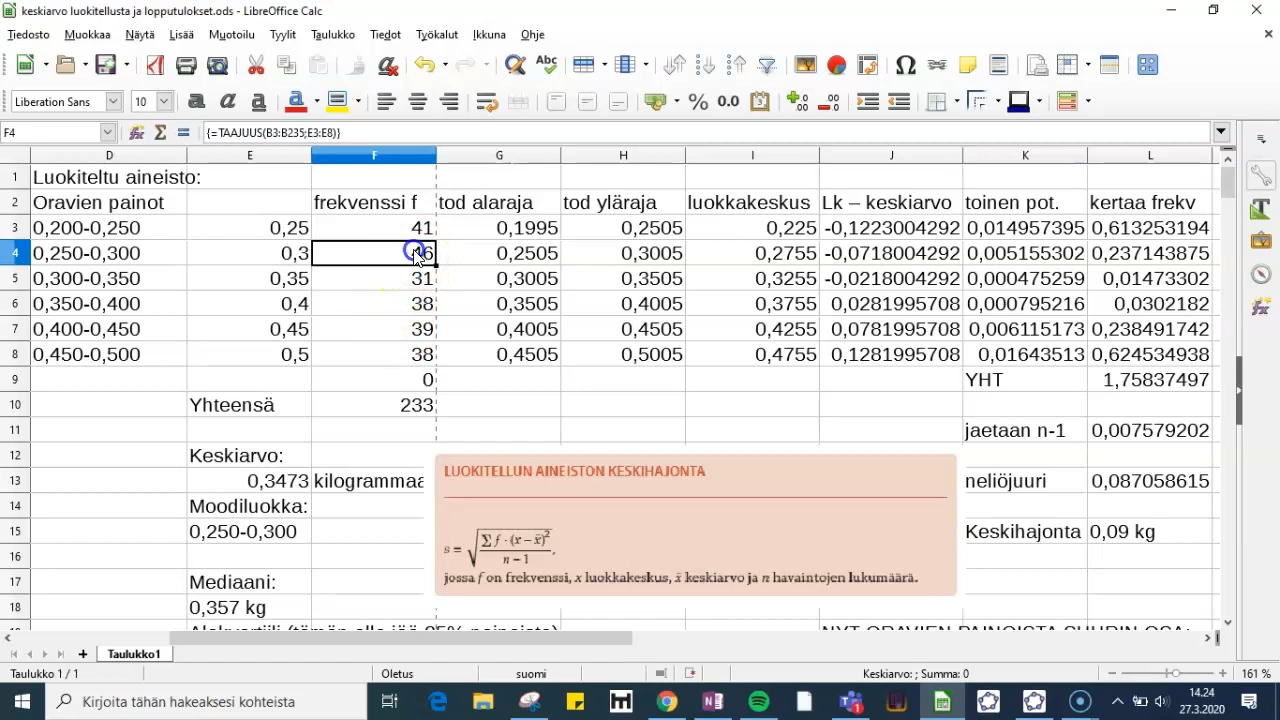 keskiarvo luokitellusta ja lopputulokset.ods - LibreOffice Calc
Tiedosto Muokkaa Näytä Lisää Muotoilu Tyylit Taulukko Tiedot Työkalut Ikkuna Ohje
Liberation Sans 10
F4 {=TAAJUUS(B3:B235;E3:E8)}
D E F G H I J K L
1 Luokiteltu aineisto:
2 Oravien painot frekvenssi f tod alaraja tod yläraja luokkakeskus Lk – keskiarvo toinen pot. kertaa frekv
3 0,200-0,250 0,25 41 0,1995 0,2505 0,225 -0,1223004292 0,014957395 0,613253194
4 0,250-0,300 0,3 0,2505 0,3005 0,2755 -0,0718004292 0,005155302 0,237143875
5 0,300-0,350 0,35 31 0,3005 0,3505 0,3255 -0,0218004292 0,000475259 0,01473302
6 0,350-0,400 0,4 38 0,3505 0,4005 0,3755 0,0281995708 0,000795216 0,0302182
7 0,400-0,450 0,45 39 0,4005 0,4505 0,4255 0,0781995708 0,006115173 0,238491742
8 0,450-0,500 0,5 38 0,4505 0,5005 0,4755 0,1281995708 0,01643513 0,624534938
9 0 YHT 1,75837497
10 Yhteensä 233
11 jaetaan n-1 0,007579202
12 Keskiarvo:
13 0,3473 kilogrammaa neliöjuuri 0,087058615
14 Moodiluokka:
15 0,250-0,300 Keskihajonta 0,09 kg
16
17 Mediaani:
18 0,357 kg
LUOKITELLUN AINEISTON KESKIHAJONTA
s = √(∑ f · (x – x̄)² / n – 1),
jossa f on frekvenssi, x luokkakeskus, x̄ keskiarvo ja n havaintojen lukumäärä.
Taulukko1
Taulukko 1 / 1 Oletus suomi Keskiarvo: ; Summa: 0 161 %
Kirjoita tähän hakeaksesi kohteista
14.24
27.3.2020